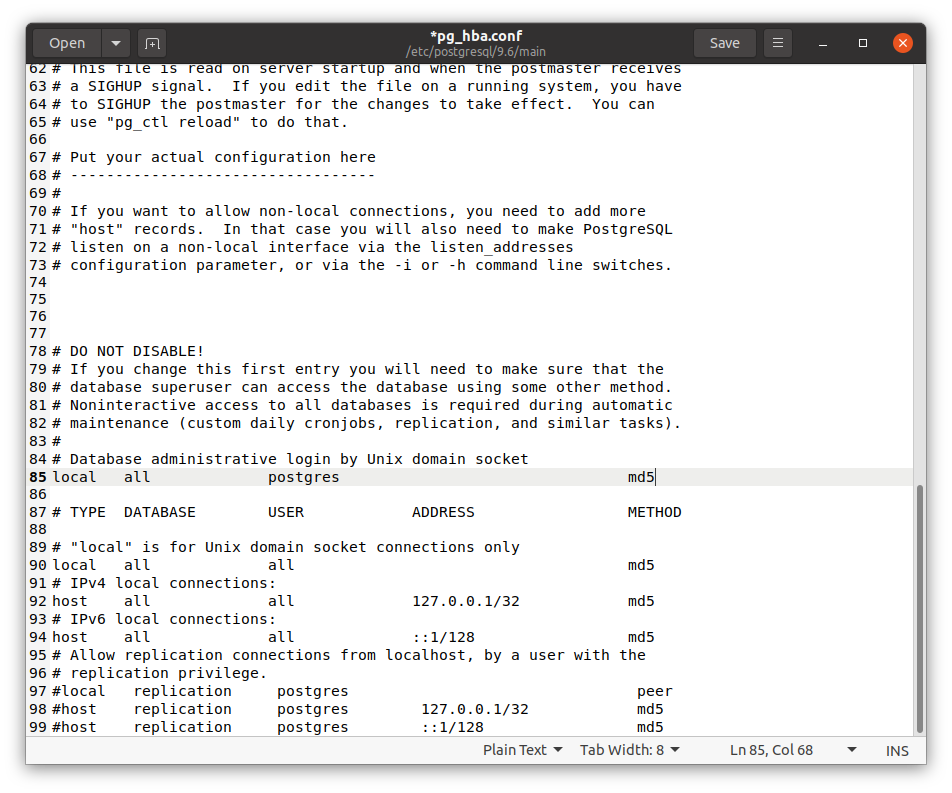 Open
*pg_hba.conf
/etc/postgresql/9.6/main
Save
62 # This file is read on server startup and when the postmaster receives
63 # a SIGHUP signal.  If you edit the file on a running system, you have
64 # to SIGHUP the postmaster for the changes to take effect.  You can
65 # use "pg_ctl reload" to do that.
66
67 # Put your actual configuration here
68 # ----------------------------------
69 #
70 # If you want to allow non-local connections, you need to add more
71 # "host" records.  In that case you will also need to make PostgreSQL
72 # listen on a non-local interface via the listen_addresses
73 # configuration parameter, or via the -i or -h command line switches.
74
75
76
77
78 # DO NOT DISABLE!
79 # If you change this first entry you will need to make sure that the
80 # database superuser can access the database using some other method.
81 # Noninteractive access to all databases is required during automatic
82 # maintenance (custom daily cronjobs, replication, and similar tasks).
83 #
84 # Database administrative login by Unix domain socket
85 local   all             postgres                                md5
86
87 # TYPE  DATABASE        USER            ADDRESS                 METHOD
88
89 # "local" is for Unix domain socket connections only
90 local   all             all                                     md5
91 # IPv4 local connections:
92 host    all             all             127.0.0.1/32            md5
93 # IPv6 local connections:
94 host    all             all             ::1/128                 md5
95 # Allow replication connections from localhost, by a user with the
96 # replication privilege.
97 #local   replication     postgres                                peer
98 #host    replication     postgres        127.0.0.1/32            md5
99 #host    replication     postgres        ::1/128                 md5
Plain Text
Tab Width: 8
Ln 85, Col 68
INS